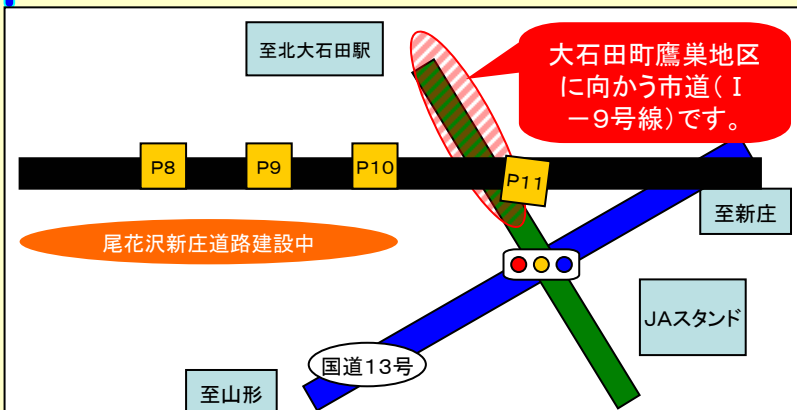 至北大石田駅
大石田町鷹巣地区
に向かう市道(Ⅰ
－9号線)です。
P8
P9
P10
P11
至新庄
尾花沢新庄道路建設中
JAスタンド
国道13号
至山形